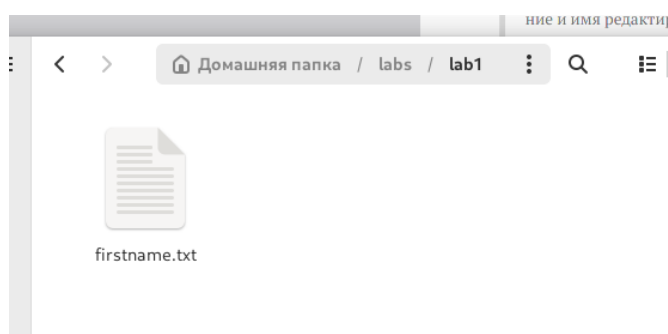 ние и имя редакти
Домашняя папка / labs / lab1
firstname.txt